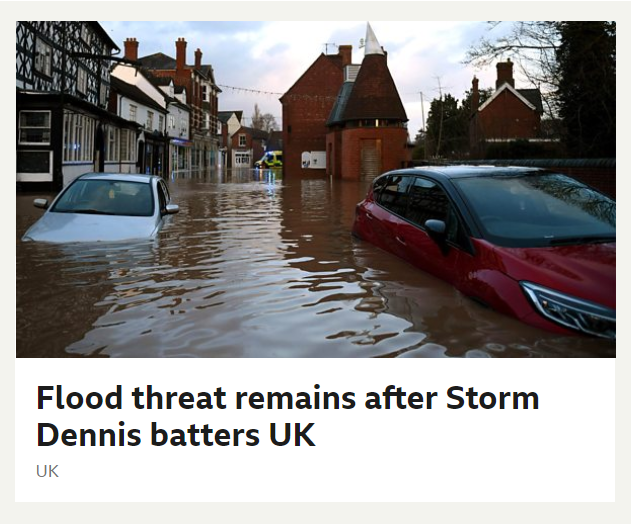 Flood threat remains after Storm
Dennis batters UK
UK